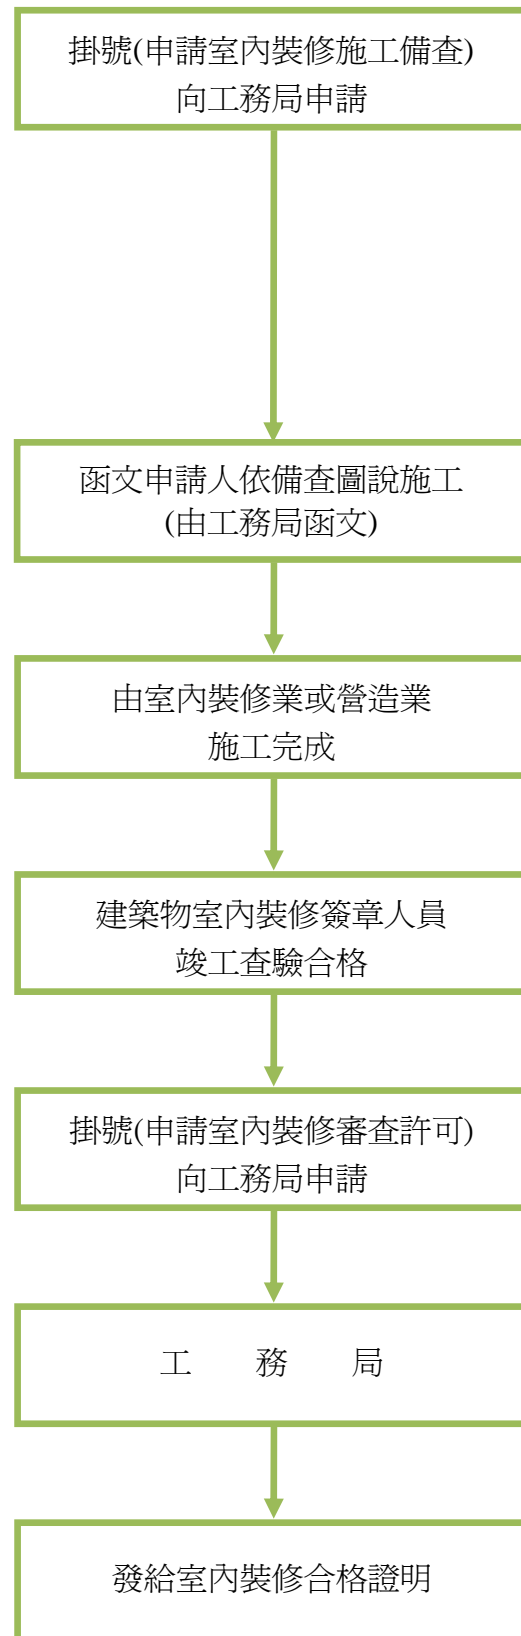 掛號(申請室內裝修施工備查)
向工務局申請
函文申請人依備查圖說施工
(由工務局函文)
由室內裝修業或營造業
施工完成
建築物室內裝修簽章人員
竣工查驗合格
掛號(申請室內裝修審查許可)
向工務局申請
工　　務　　局
發給室內裝修合格證明